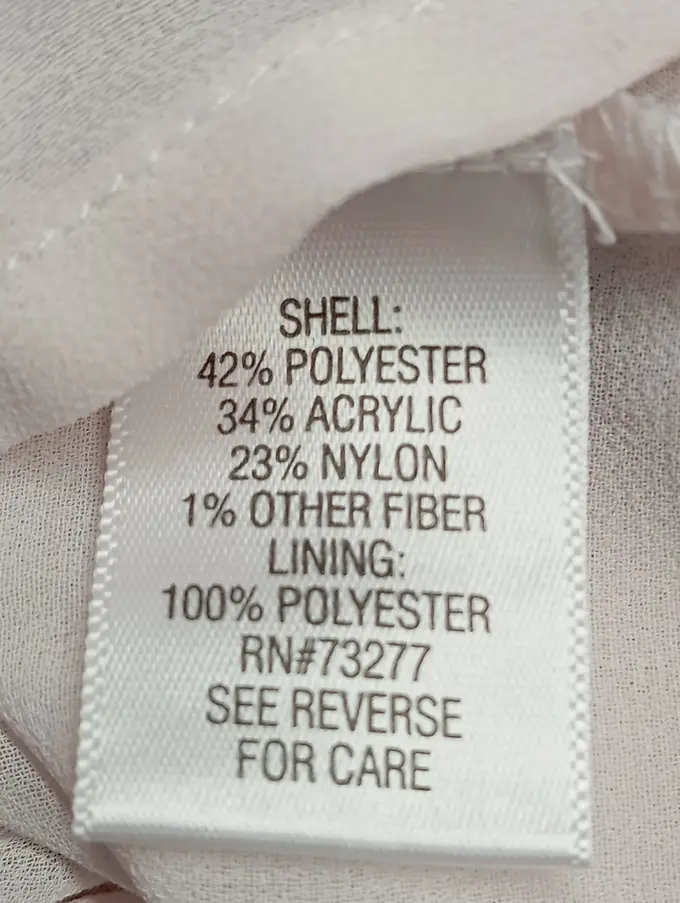 SHELL:
42% POLYESTER
34% ACRYLIC
23% NYLON
1% OTHER FIBER
LINING:
100% POLYESTER
RN#73277
SEE REVERSE
FOR CARE